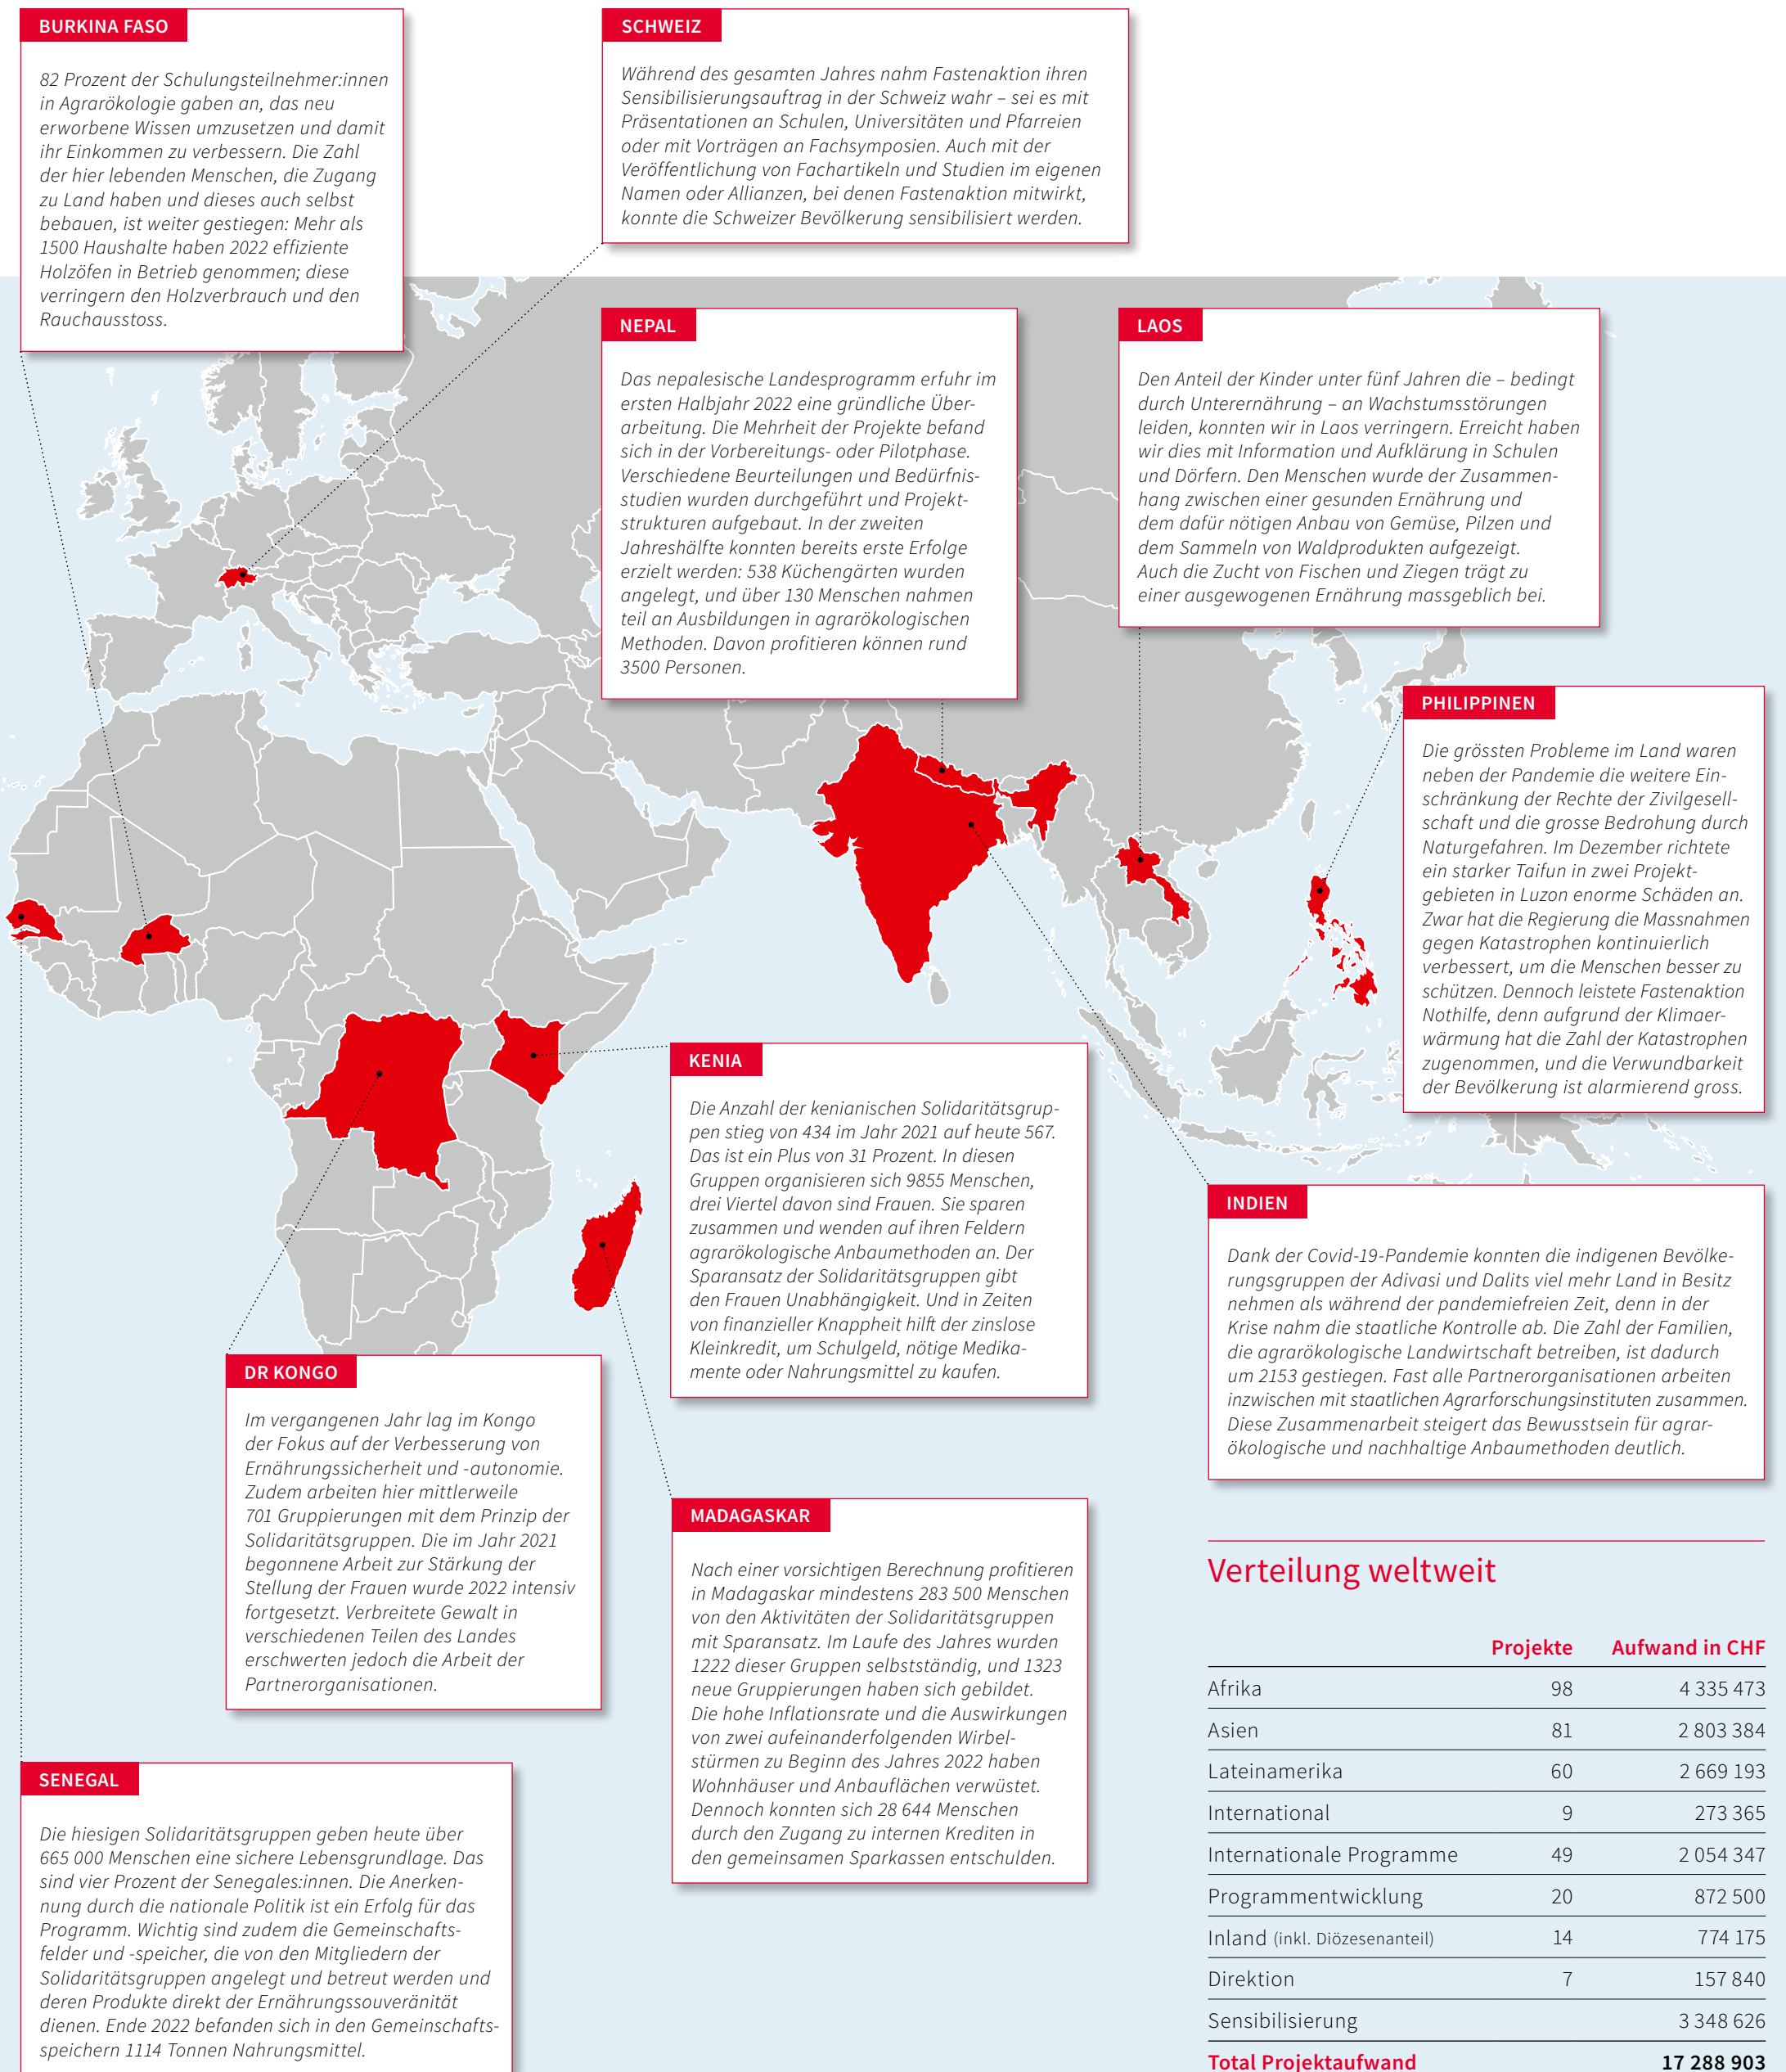 BURKINA FASO
82 Prozent der Schulungsteilnehmer:innen
in Agrarökologie gaben an, das neu
erworbene Wissen umzusetzen und damit
ihr Einkommen zu verbessern. Die Zahl
der hier lebenden Menschen, die Zugang
zu Land haben und dieses auch selbst
bebauen, ist weiter gestiegen: Mehr als
1500 Haushalte haben 2022 effiziente
Holzöfen in Betrieb genommen; diese
verringern den Holzverbrauch und den
Rauchausstoss.
SCHWEIZ
Während des gesamten Jahres nahm Fastenaktion ihren
Sensibilisierungsauftrag in der Schweiz wahr – sei es mit
Präsentationen an Schulen, Universitäten und Pfarreien
oder mit Vorträgen an Fachsymposien. Auch mit der
Veröffentlichung von Fachartikeln und Studien im eigenen
Namen oder Allianzen, bei denen Fastenaktion mitwirkt,
konnte die Schweizer Bevölkerung sensibilisiert werden.
NEPAL
Das nepalesische Landesprogramm erfuhr im
ersten Halbjahr 2022 eine gründliche Über-
arbeitung. Die Mehrheit der Projekte befand
sich in der Vorbereitungs- oder Pilotphase.
Verschiedene Beurteilungen und Bedürfnis-
studien wurden durchgeführt und Projekt-
strukturen aufgebaut. In der zweiten
Jahreshälfte konnten bereits erste Erfolge
erzielt werden: 538 Küchengärten wurden
angelegt, und über 130 Menschen nahmen
teil an Ausbildungen in agrarökologischen
Methoden. Davon profitieren können rund
3500 Personen.
LAOS
Den Anteil der Kinder unter fünf Jahren die – bedingt
durch Unterernährung – an Wachstumsstörungen
leiden, konnten wir in Laos verringern. Erreicht haben
wir dies mit Information und Aufklärung in Schulen
und Dörfern. Den Menschen wurde der Zusammen-
hang zwischen einer gesunden Ernährung und
dem dafür nötigen Anbau von Gemüse, Pilzen und
dem Sammeln von Waldprodukten aufgezeigt.
Auch die Zucht von Fischen und Ziegen trägt zu
einer ausgewogenen Ernährung massgeblich bei.
PHILIPPINEN
Die grössten Probleme im Land waren
neben der Pandemie die weitere Ein-
schränkung der Rechte der Zivilgesell-
schaft und die grosse Bedrohung durch
Naturgefahren. Im Dezember richtete
ein starker Taifun in zwei Projekt-
gebieten in Luzon enorme Schäden an.
Zwar hat die Regierung die Massnahmen
gegen Katastrophen kontinuierlich
verbessert, um die Menschen besser zu
schützen. Dennoch leistete Fastenaktion
Nothilfe, denn aufgrund der Klimaer-
wärmung hat die Zahl der Katastrophen
zugenommen, und die Verwundbarkeit
der Bevölkerung ist alarmierend gross.
KENIA
Die Anzahl der kenianischen Solidaritätsgrup-
pen stieg von 434 im Jahr 2021 auf heute 567.
Das ist ein Plus von 31 Prozent. In diesen
Gruppen organisieren sich 9855 Menschen,
drei Viertel davon sind Frauen. Sie sparen
zusammen und wenden auf ihren Feldern
agrarökologische Anbaumethoden an. Der
Sparansatz der Solidaritätsgruppen gibt
den Frauen Unabhängigkeit. Und in Zeiten
von finanzieller Knappheit hilft der zinslose
Kleinkredit, um Schulgeld, nötige Medika-
mente oder Nahrungsmittel zu kaufen.
INDIEN
Dank der Covid-19-Pandemie konnten die indigenen Bevölke-
rungsgruppen der Adivasi und Dalits viel mehr Land in Besitz
nehmen als während der pandemiefreien Zeit, denn in der
Krise nahm die staatliche Kontrolle ab. Die Zahl der Familien,
die agrarökologische Landwirtschaft betreiben, ist dadurch
um 2153 gestiegen. Fast alle Partnerorganisationen arbeiten
inzwischen mit staatlichen Agrarforschungsinstituten zusammen.
Diese Zusammenarbeit steigert das Bewusstsein für agrar-
ökologische und nachhaltige Anbaumethoden deutlich.
DR KONGO
Im vergangenen Jahr lag im Kongo
der Fokus auf der Verbesserung von
Ernährungssicherheit und -autonomie.
Zudem arbeiten hier mittlerweile
701 Gruppierungen mit dem Prinzip der
Solidaritätsgruppen. Die im Jahr 2021
begonnene Arbeit zur Stärkung der
Stellung der Frauen wurde 2022 intensiv
fortgesetzt. Verbreitete Gewalt in
verschiedenen Teilen des Landes
erschwerten jedoch die Arbeit der
Partnerorganisationen.
MADAGASKAR
Nach einer vorsichtigen Berechnung profitieren
in Madagaskar mindestens 283 500 Menschen
von den Aktivitäten der Solidaritätsgruppen
mit Sparansatz. Im Laufe des Jahres wurden
1222 dieser Gruppen selbstständig, und 1323
neue Gruppierungen haben sich gebildet.
Die hohe Inflationsrate und die Auswirkungen
von zwei aufeinanderfolgenden Wirbel-
stürmen zu Beginn des Jahres 2022 haben
Wohnhäuser und Anbauflächen verwüstet.
Dennoch konnten sich 28 644 Menschen
durch den Zugang zu internen Krediten in
den gemeinsamen Sparkassen entschulden.
SENEGAL
Die hiesigen Solidaritätsgruppen geben heute über
665 000 Menschen eine sichere Lebensgrundlage. Das
sind vier Prozent der Senegales:innen. Die Anerken-
nung durch die nationale Politik ist ein Erfolg für das
Programm. Wichtig sind zudem die Gemeinschafts-
felder und -speicher, die von den Mitgliedern der
Solidaritätsgruppen angelegt und betreut werden und
deren Produkte direkt der Ernährungssouveränität
dienen. Ende 2022 befanden sich in den Gemeinschafts-
speichern 1114 Tonnen Nahrungsmittel.
Verteilung weltweit
Projekte Aufwand in CHF
Afrika 98 4 335 473
Asien 81 2 803 384
Lateinamerika 60 2 669 193
International 9 273 365
Internationale Programme 49 2 054 347
Programmentwicklung 20 872 500
Inland (inkl. Diözesenanteil) 14 774 175
Direktion 7 157 840
Sensibilisierung 3 348 626
Total Projektaufwand 17 288 903